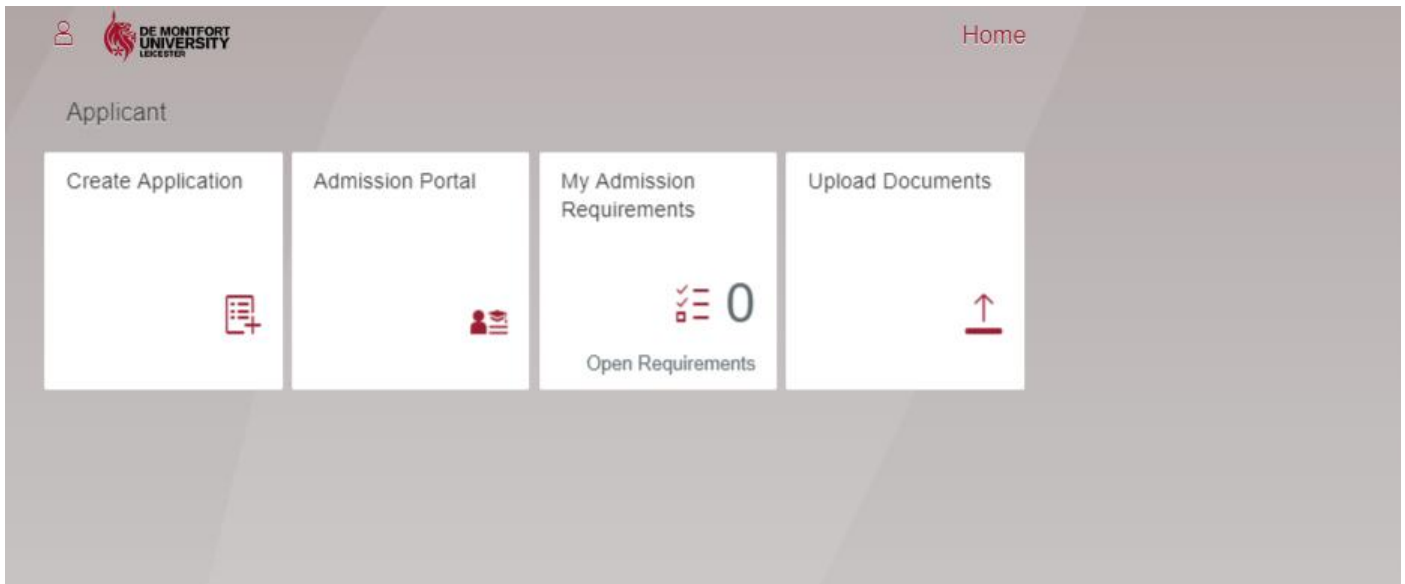 DE MONTFORT
UNIVERSITY
LEICESTER
Home
Applicant
Create Application
Admission Portal
My Admission
Requirements
0
Open Requirements
Upload Documents